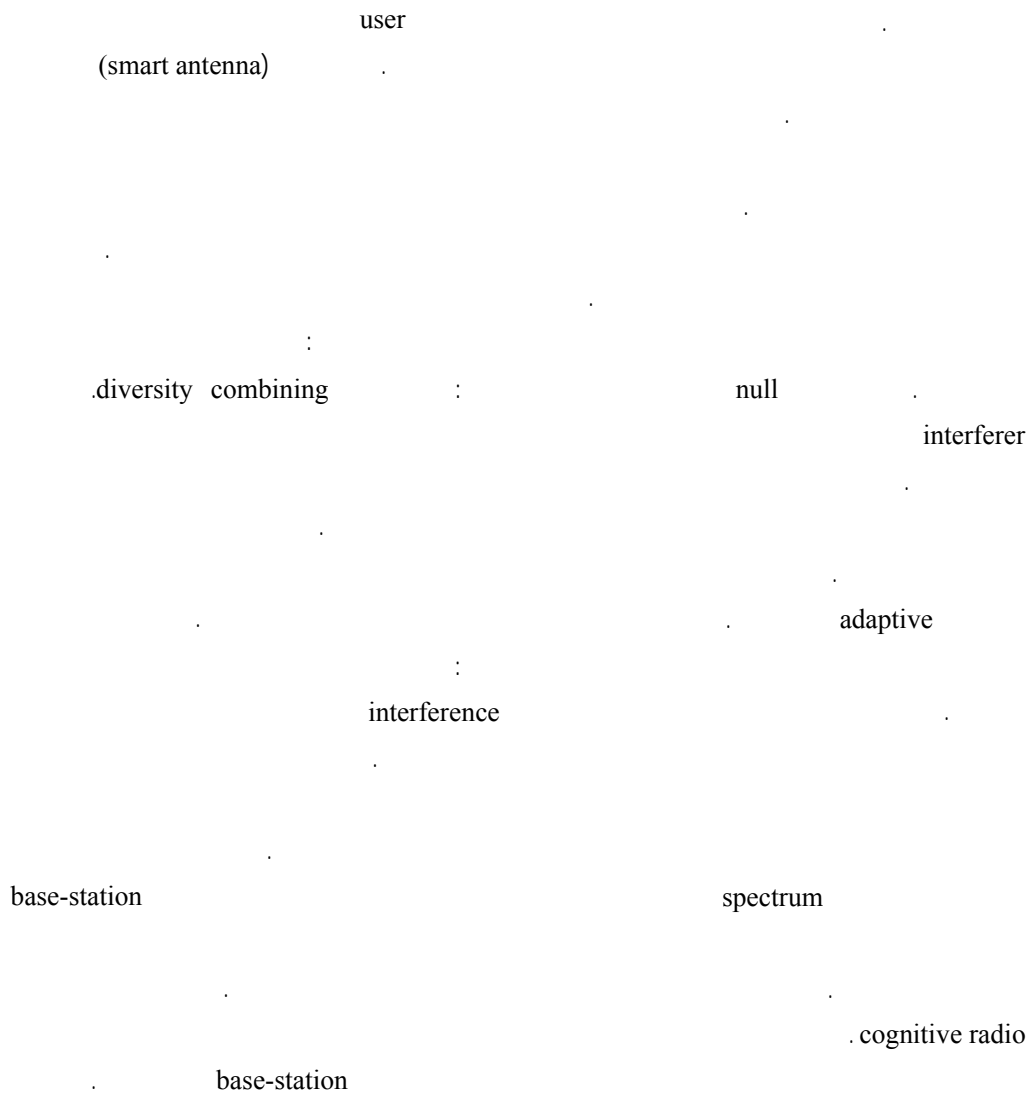 user .
(smart antenna) .
.
.
.
.
:
.diversity combining : null .
interferer
.
.
.
. . adaptive
:
interference .
.
.
base-station spectrum
. .
. cognitive radio
. base-station